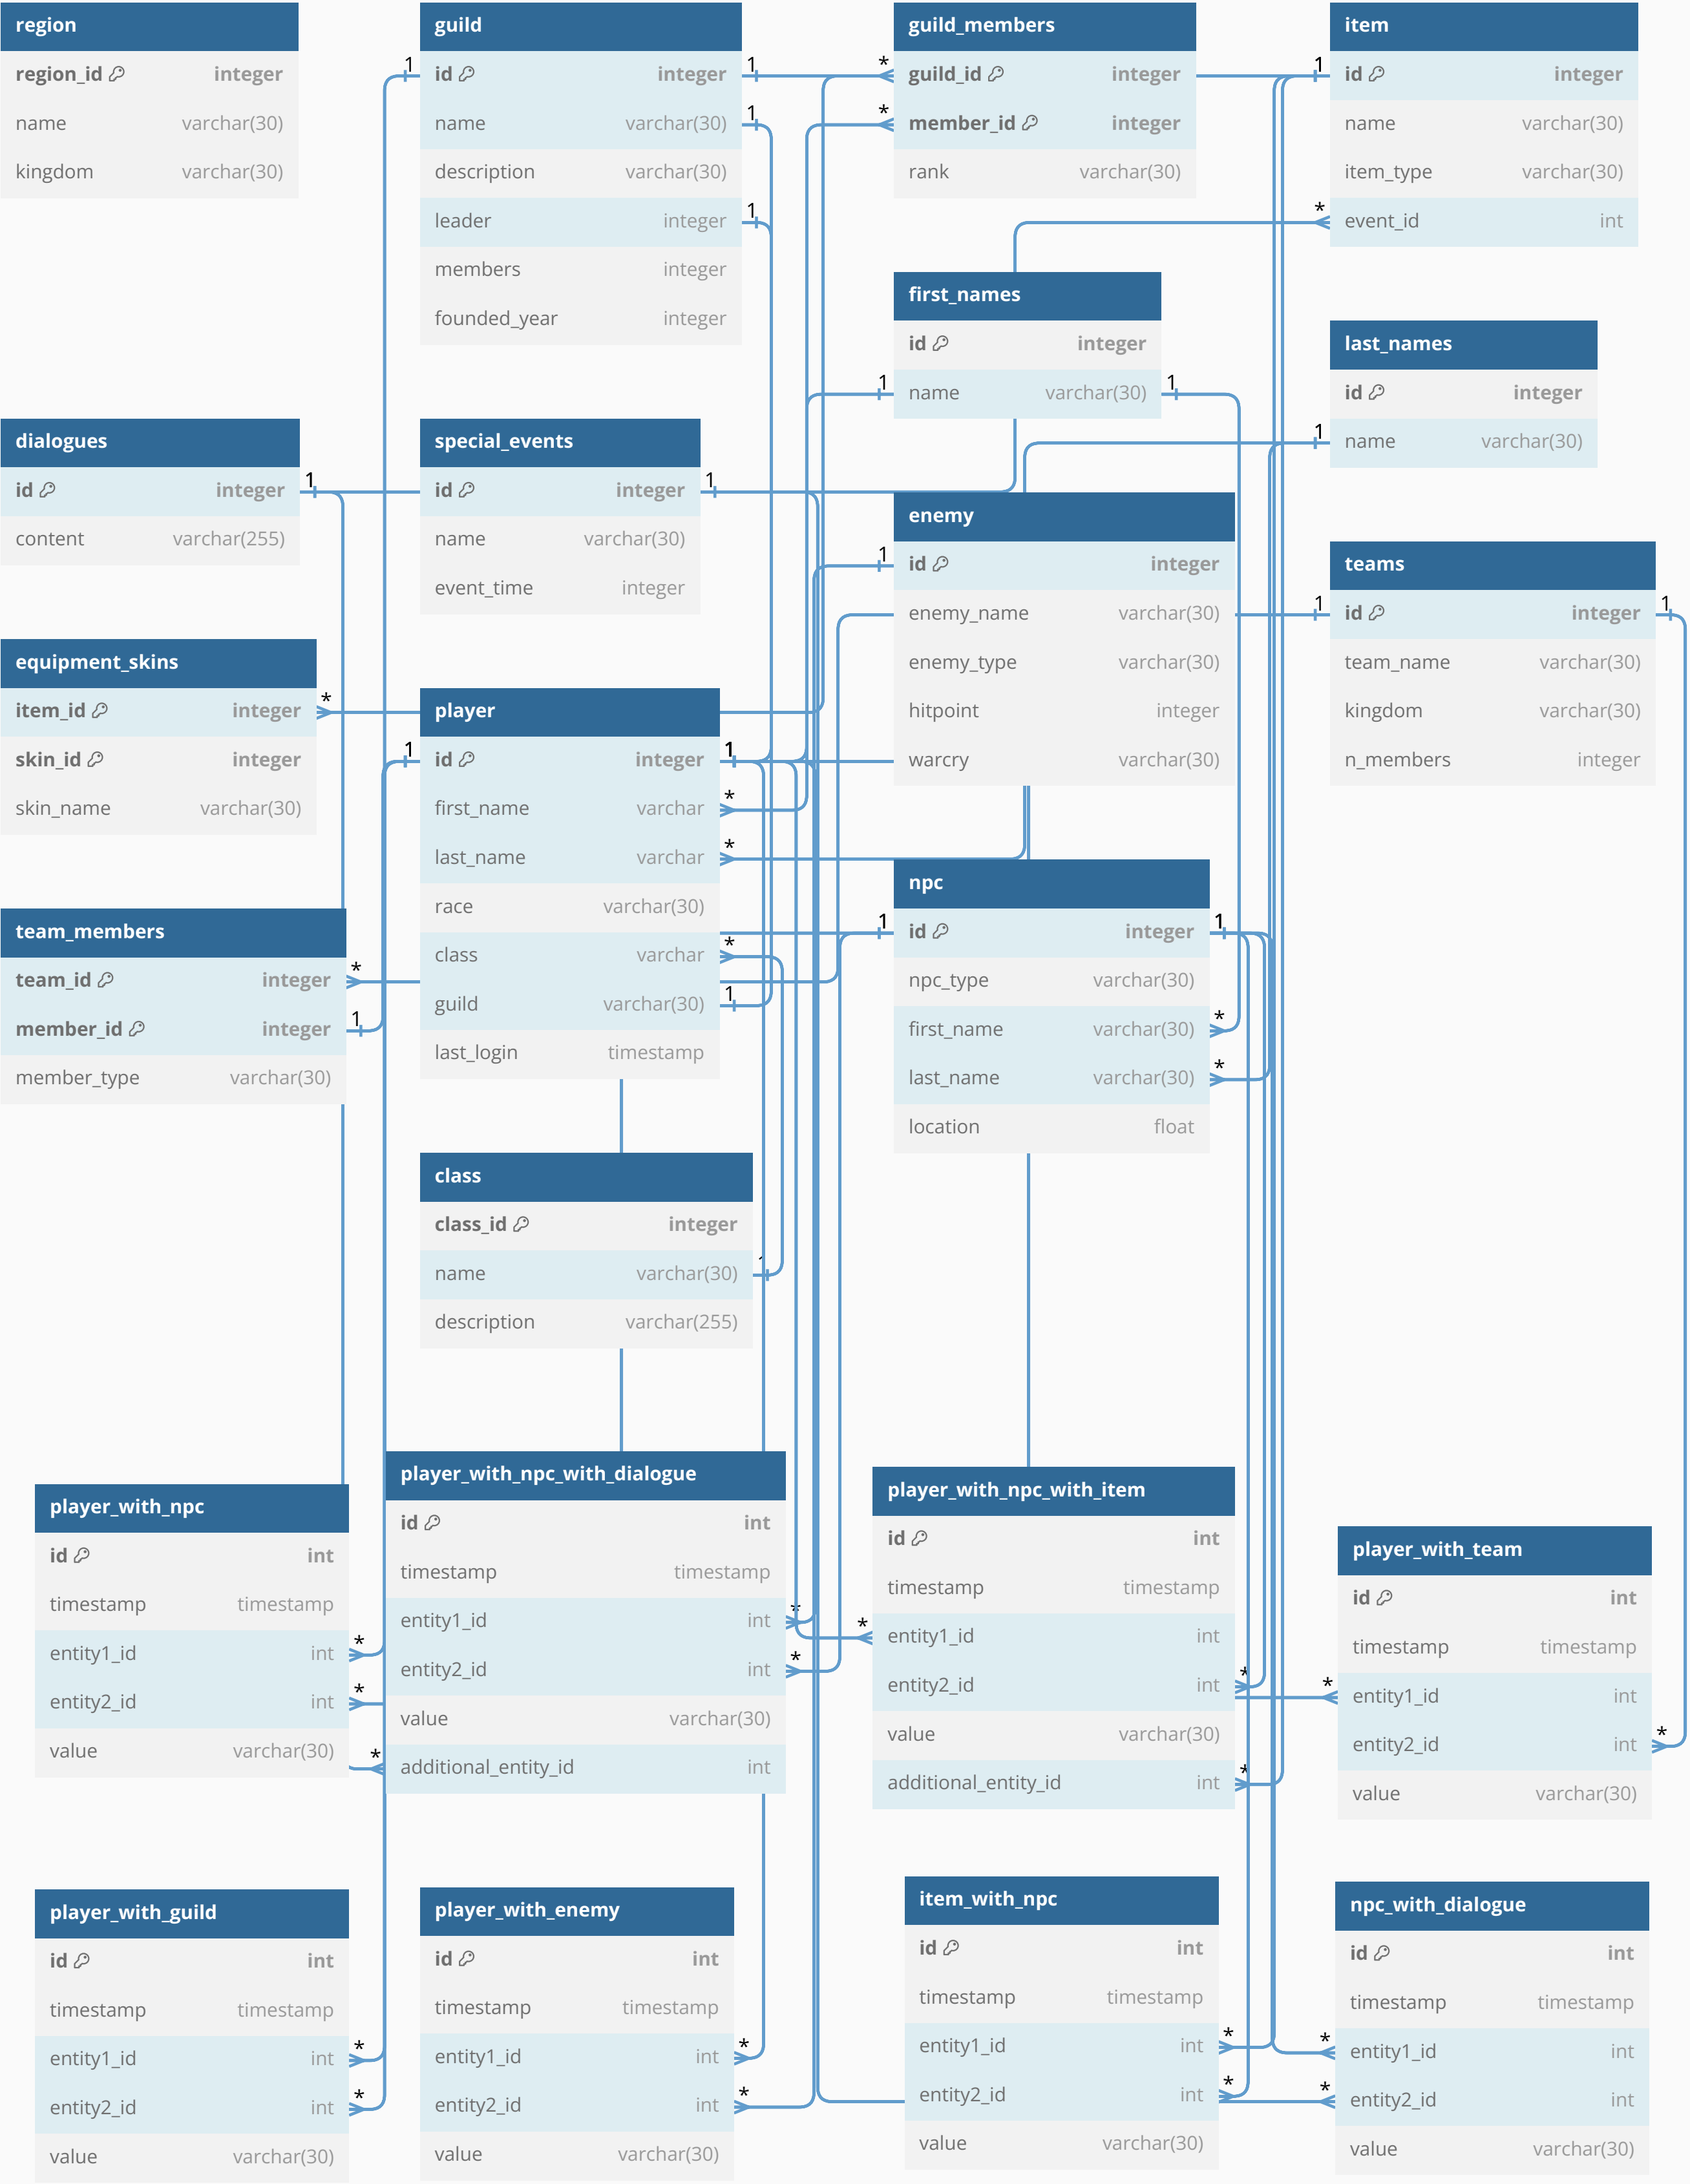 region
region_id integer
name varchar(30)
kingdom varchar(30)
guild
id integer
name varchar(30)
description varchar(30)
leader integer
members integer
founded_year integer
guild_members
guild_id integer
member_id integer
rank varchar(30)
item
id integer
name varchar(30)
item_type varchar(30)
event_id int
first_names
id integer
name varchar(30)
last_names
id integer
name varchar(30)
dialogues
id integer
content varchar(255)
special_events
id integer
name varchar(30)
event_time integer
enemy
id integer
enemy_name varchar(30)
enemy_type varchar(30)
hitpoint integer
warcry varchar(30)
teams
id integer
team_name varchar(30)
kingdom varchar(30)
n_members integer
equipment_skins
item_id integer
skin_id integer
skin_name varchar(30)
player
id integer
first_name varchar
last_name varchar
race varchar(30)
class varchar
guild varchar(30)
last_login timestamp
npc
id integer
npc_type varchar(30)
first_name varchar(30)
last_name varchar(30)
location float
team_members
team_id integer
member_id integer
member_type varchar(30)
class
class_id integer
name varchar(30)
description varchar(255)
player_with_npc
id int
timestamp timestamp
entity1_id int
entity2_id int
value varchar(30)
player_with_npc_with_dialogue
id int
timestamp timestamp
entity1_id int
entity2_id int
value varchar(30)
additional_entity_id int
player_with_npc_with_item
id int
timestamp timestamp
entity1_id int
entity2_id int
value varchar(30)
additional_entity_id int
player_with_team
id int
timestamp timestamp
entity1_id int
entity2_id int
value varchar(30)
player_with_guild
id int
timestamp timestamp
entity1_id int
entity2_id int
value varchar(30)
player_with_enemy
id int
timestamp timestamp
entity1_id int
entity2_id int
value varchar(30)
item_with_npc
id int
timestamp timestamp
entity1_id int
entity2_id int
value varchar(30)
npc_with_dialogue
id int
timestamp timestamp
entity1_id int
entity2_id int
value varchar(30)